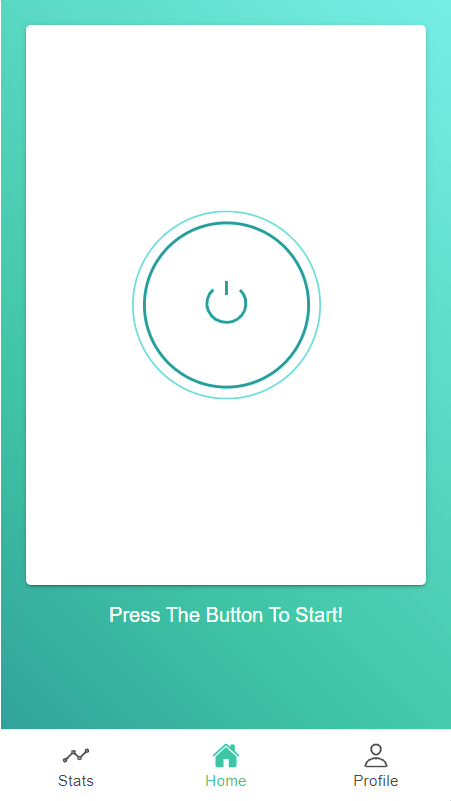 Press The Button To Start!
Stats
Home
Profile